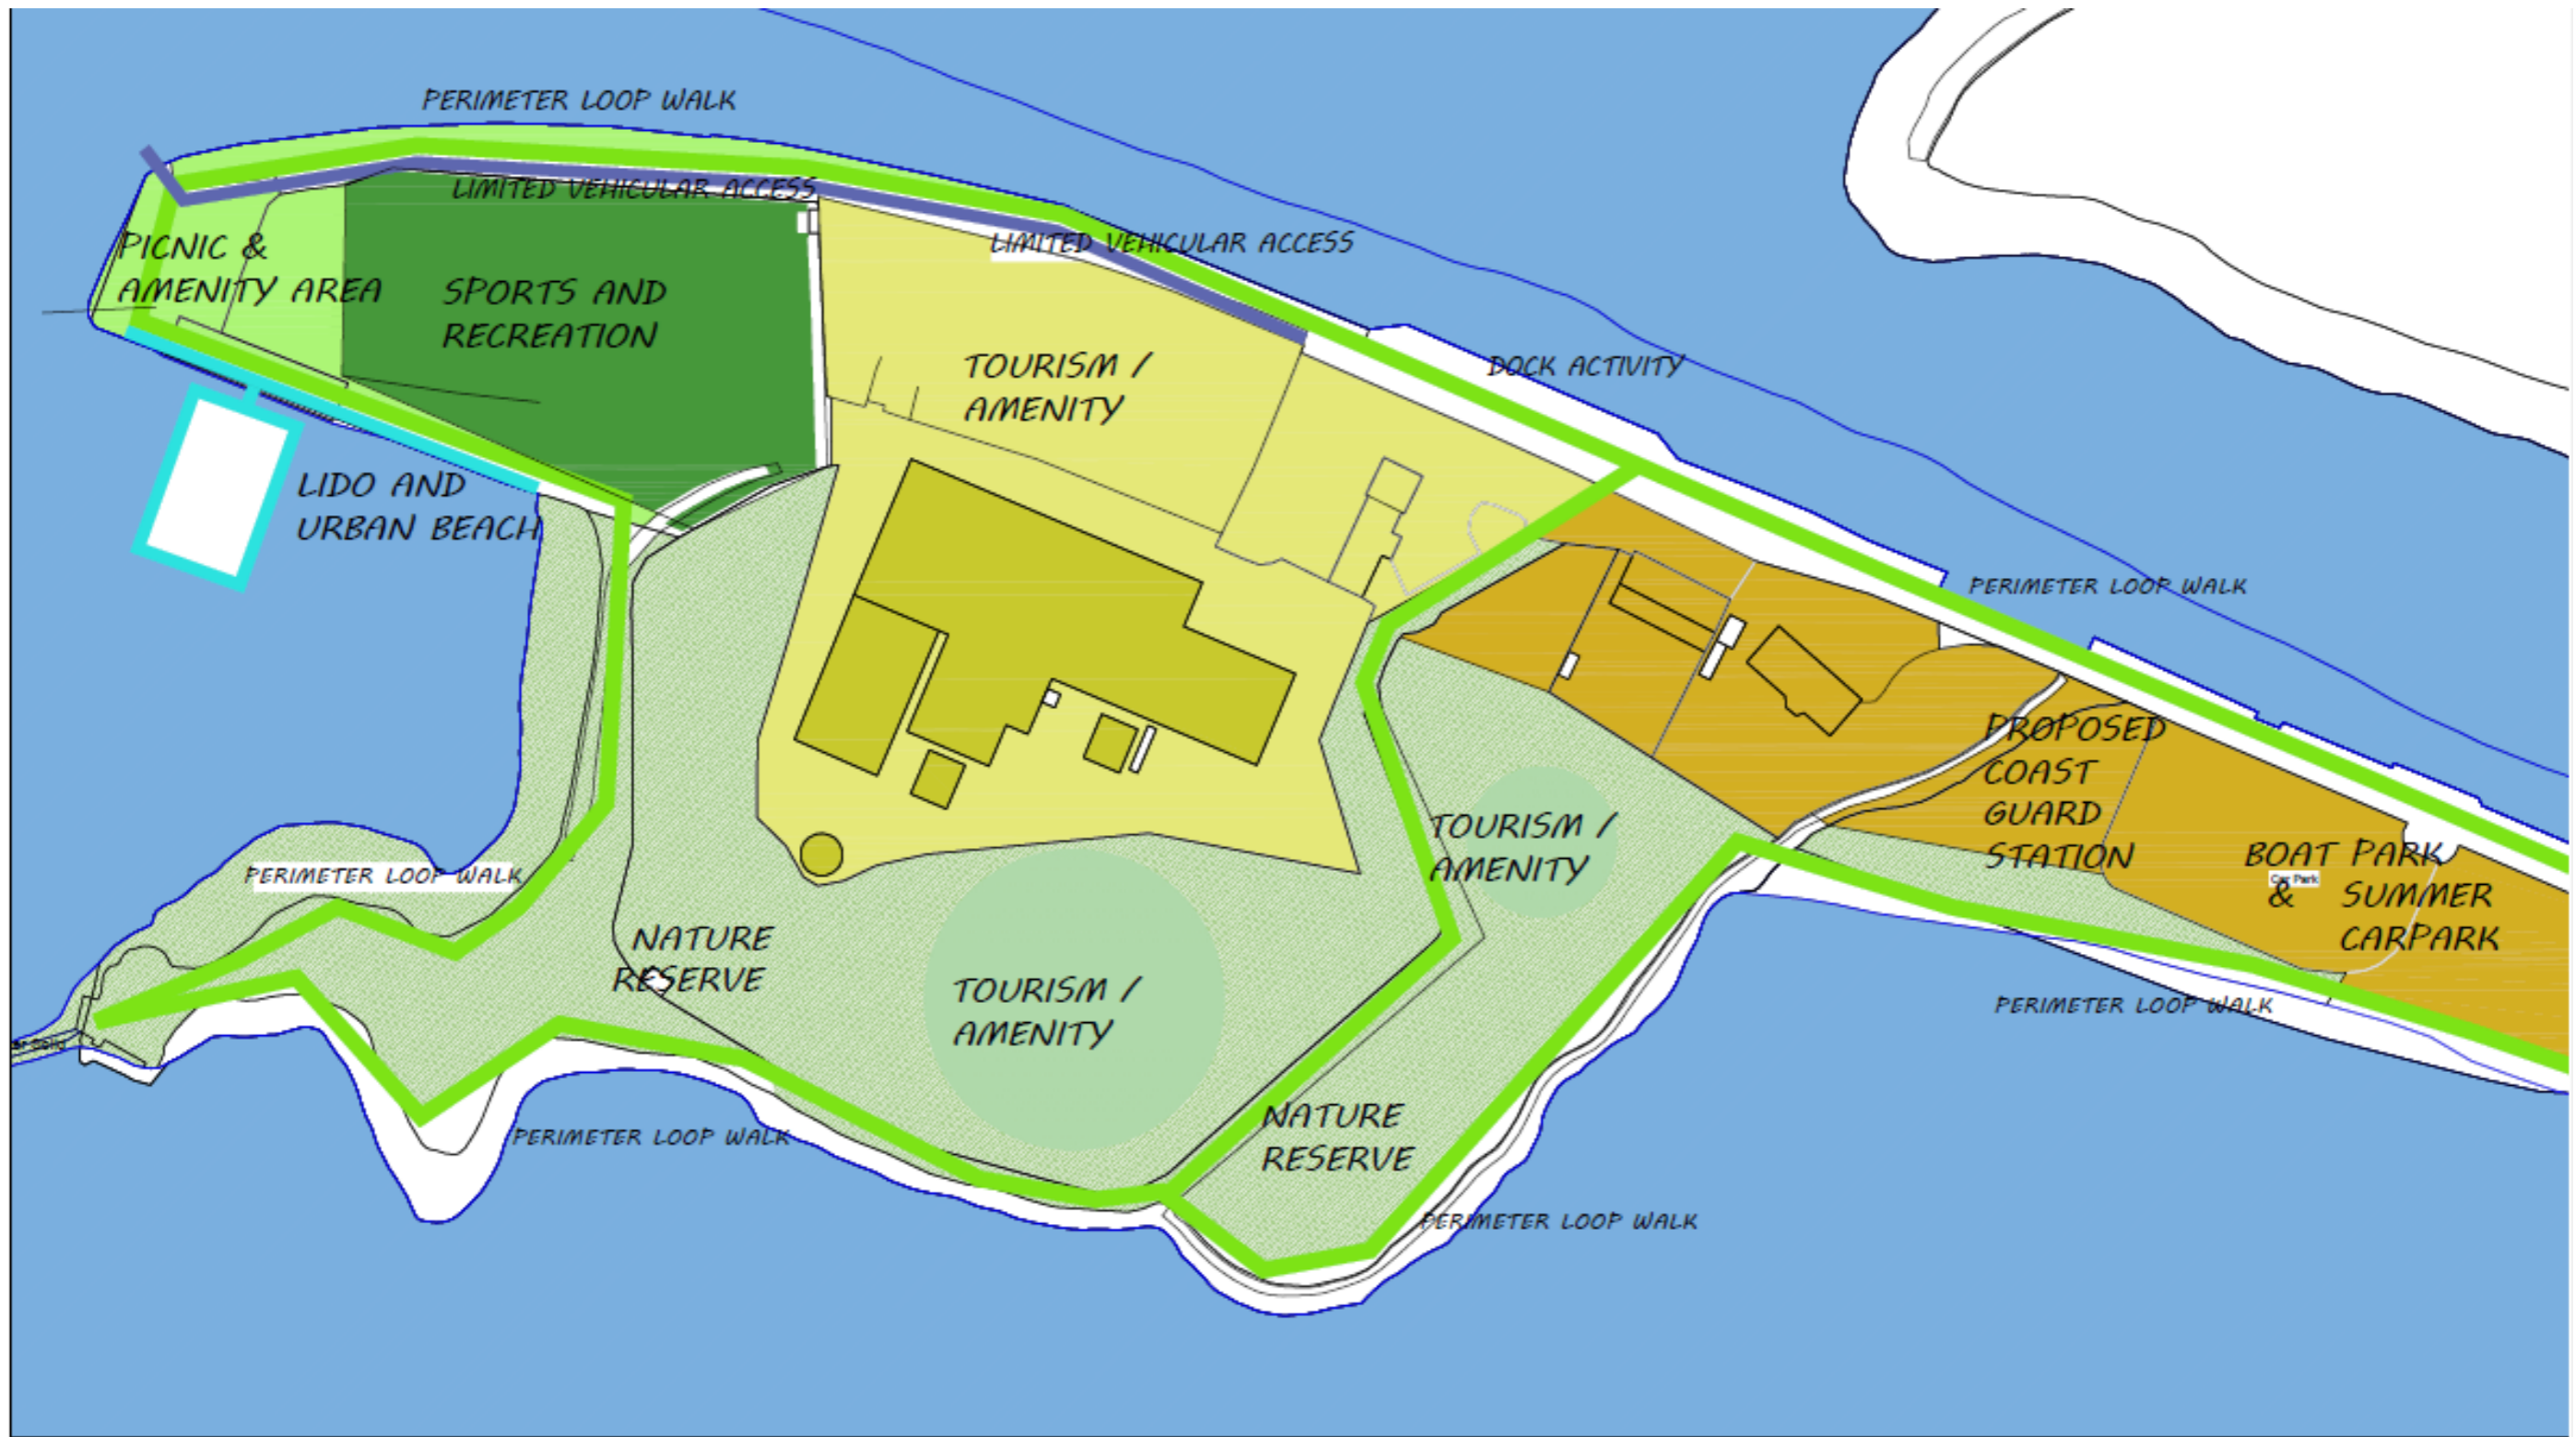 PERIMETER LOOP WALK
LIMITED VEHICULAR ACCESS
LIMITED VEHICULAR ACCESS
PICNIC &
AMENITY AREA
SPORTS AND
RECREATION
TOURISM /
AMENITY
DOCK ACTIVITY
LIDO AND
URBAN BEACH
PERIMETER LOOP WALK
PROPOSED
COAST
GUARD
STATION
TOURISM /
AMENITY
BOAT PARK
Car Park
& SUMMER
CARPARK
PERIMETER LOOP WALK
NATURE
RESERVE
TOURISM /
AMENITY
PERIMETER LOOP WALK
NATURE
RESERVE
PERIMETER LOOP WALK
PERIMETER LOOP WALK